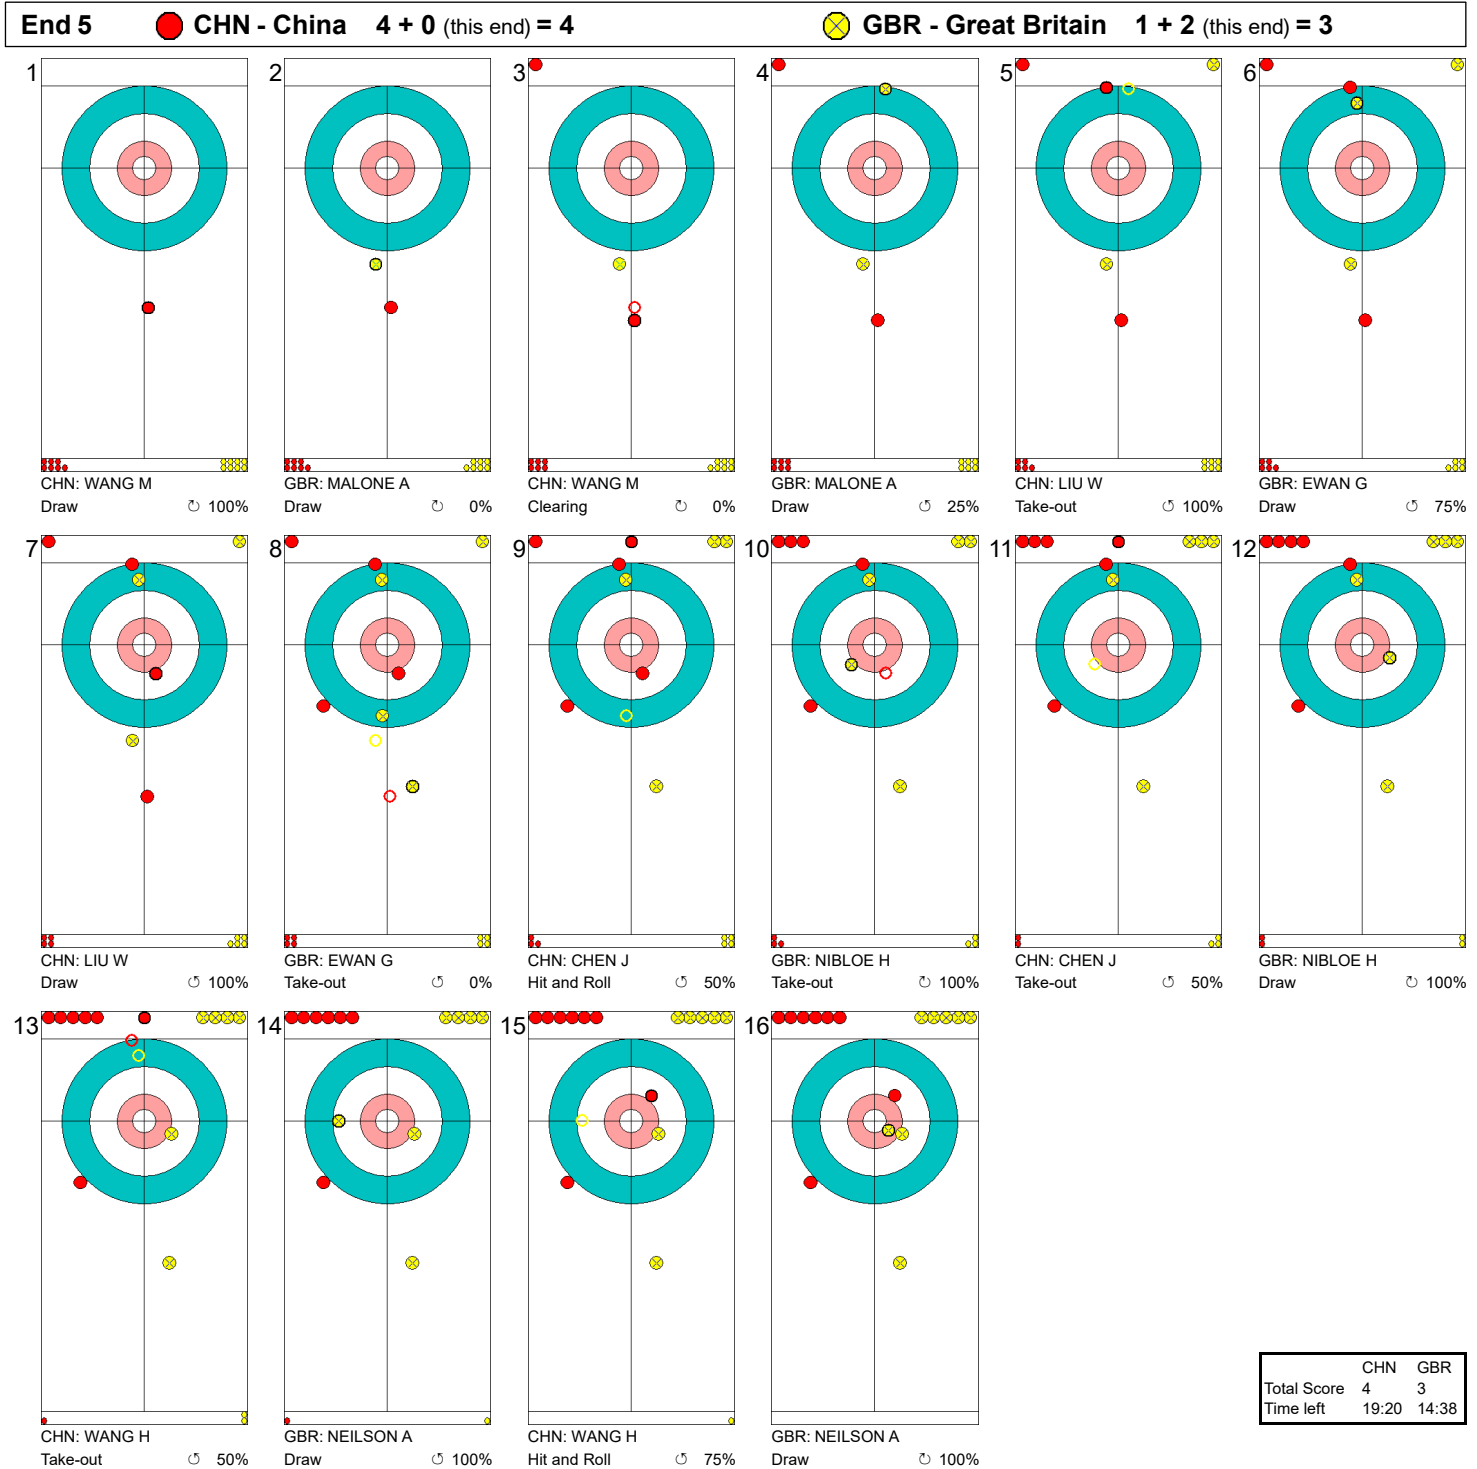 End 5 CHN - China 4 + 0 (this end) = 4 GBR - Great Britain 1 + 2 (this end) = 3
1 2 3 4 5 6
CHN: WANG M GBR: MALONE A CHN: WANG M GBR: MALONE A CHN: LIU W GBR: EWAN G
Draw ↻ 100% Draw ↻ 0% Clearing ↻ 0% Draw ↺ 25% Take-out ↺ 100% Draw ↺ 75%
7 8 9 10 11 12
CHN: LIU W GBR: EWAN G CHN: CHEN J GBR: NIBLOE H CHN: CHEN J GBR: NIBLOE H
Draw ↺ 100% Take-out ↺ 0% Hit and Roll ↺ 50% Take-out ↻ 100% Take-out ↺ 50% Draw ↻ 100%
13 14 15 16
CHN GBR
Total Score 4 3
Time left 19:20 14:38
CHN: WANG H GBR: NEILSON A CHN: WANG H GBR: NEILSON A
Take-out ↺ 50% Draw ↺ 100% Hit and Roll ↺ 75% Draw ↺ 100%